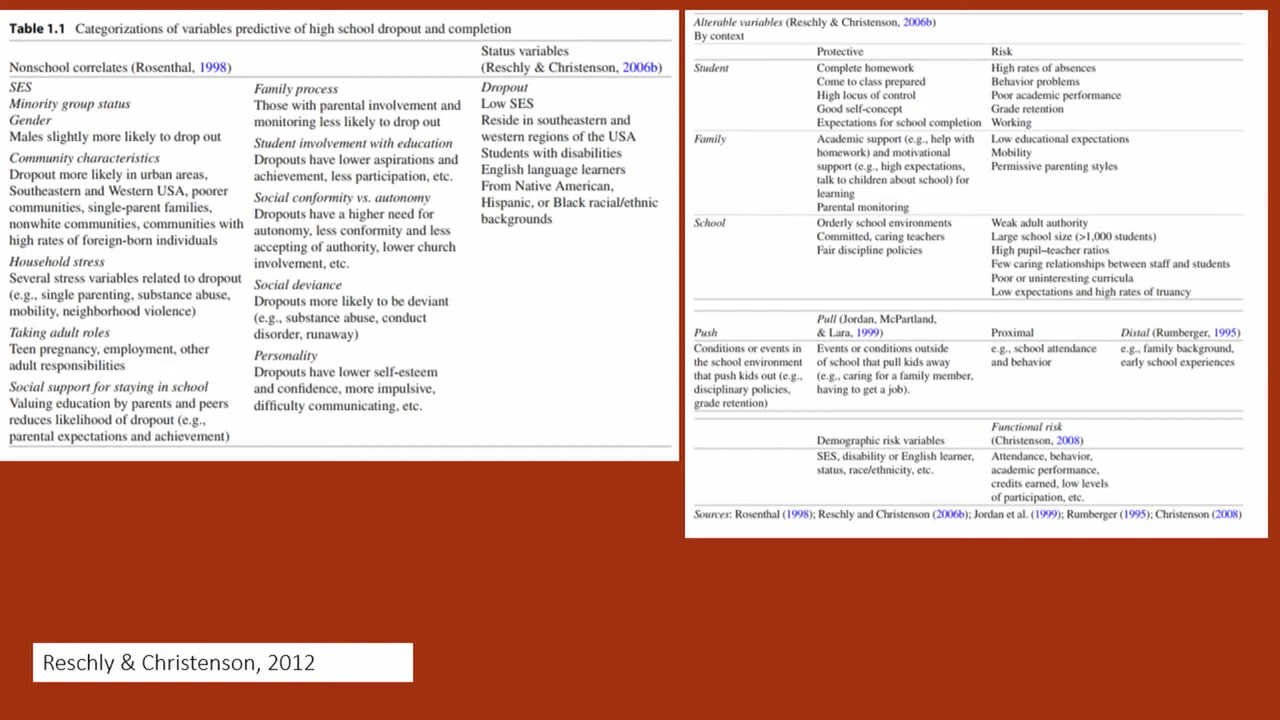 Table 1.1 Categorizations of variables predictive of high school dropout and completion
Nonschool correlates (Rosenthal, 1998)
Status variables
(Reschly & Christenson, 2006b)
SES
Minority group status
Gender
Males slightly more likely to drop out
Community characteristics
Dropout more likely in urban areas,
Southeastern and Western USA, poorer
communities, single-parent families,
nonwhite communities, communities with
high rates of foreign-born individuals
Household stress
Several stress variables related to dropout
(e.g., single parenting, substance abuse,
mobility, neighborhood violence)
Taking adult roles
Teen pregnancy, employment, other
adult responsibilities
Social support for staying in school
Valuing education by parents and peers
reduces likelihood of dropout (e.g.,
parental expectations and achievement)
Family process
Those with parental involvement and
monitoring less likely to drop out
Student involvement with education
Dropouts have lower aspirations and
achievement, less participation, etc.
Social conformity vs. autonomy
Dropouts have a higher need for
autonomy, less conformity and less
accepting of authority, lower church
involvement, etc.
Social deviance
Dropouts more likely to be deviant
(e.g., substance abuse, conduct
disorder, runaway)
Personality
Dropouts have lower self-esteem
and confidence, more impulsive,
difficulty communicating, etc.
Dropout
Low SES
Reside in southeastern and
western regions of the USA
Students with disabilities
English language learners
From Native American,
Hispanic, or Black racial/ethnic
backgrounds
Alterable variables (Reschly & Christenson, 2006b)
By context
Protective Risk
Student Complete homework High rates of absences
Come to class prepared Behavior problems
High locus of control Poor academic performance
Good self-concept Grade retention
Expectations for school completion Working
Family Academic support (e.g., help with Low educational expectations
homework) and motivational Mobility
support (e.g., high expectations, Permissive parenting styles
talk to children about school) for
learning
Parental monitoring
School Orderly school environments Weak adult authority
Committed, caring teachers Large school size (>1,000 students)
Fair discipline policies High pupil–teacher ratios
Few caring relationships between staff and students
Poor or uninteresting curricula
Low expectations and high rates of truancy
Pull (Jordan, McPartland,
Push & Lara, 1999) Proximal Distal (Rumberger, 1995)
Conditions or events in Events or conditions outside e.g., school attendance e.g., family background,
the school environment of school that pull kids away and behavior early school experiences
that push kids out (e.g., (e.g., caring for a family member,
disciplinary policies, having to get a job).
grade retention)
Functional risk
Demographic risk variables (Christenson, 2008)
SES, disability or English learner, Attendance, behavior,
status, race/ethnicity, etc. academic performance,
credits earned, low levels
of participation, etc.
Sources: Rosenthal (1998); Reschly and Christenson (2006b); Jordan et al. (1999); Rumberger (1995); Christenson (2008)
Reschly & Christenson, 2012